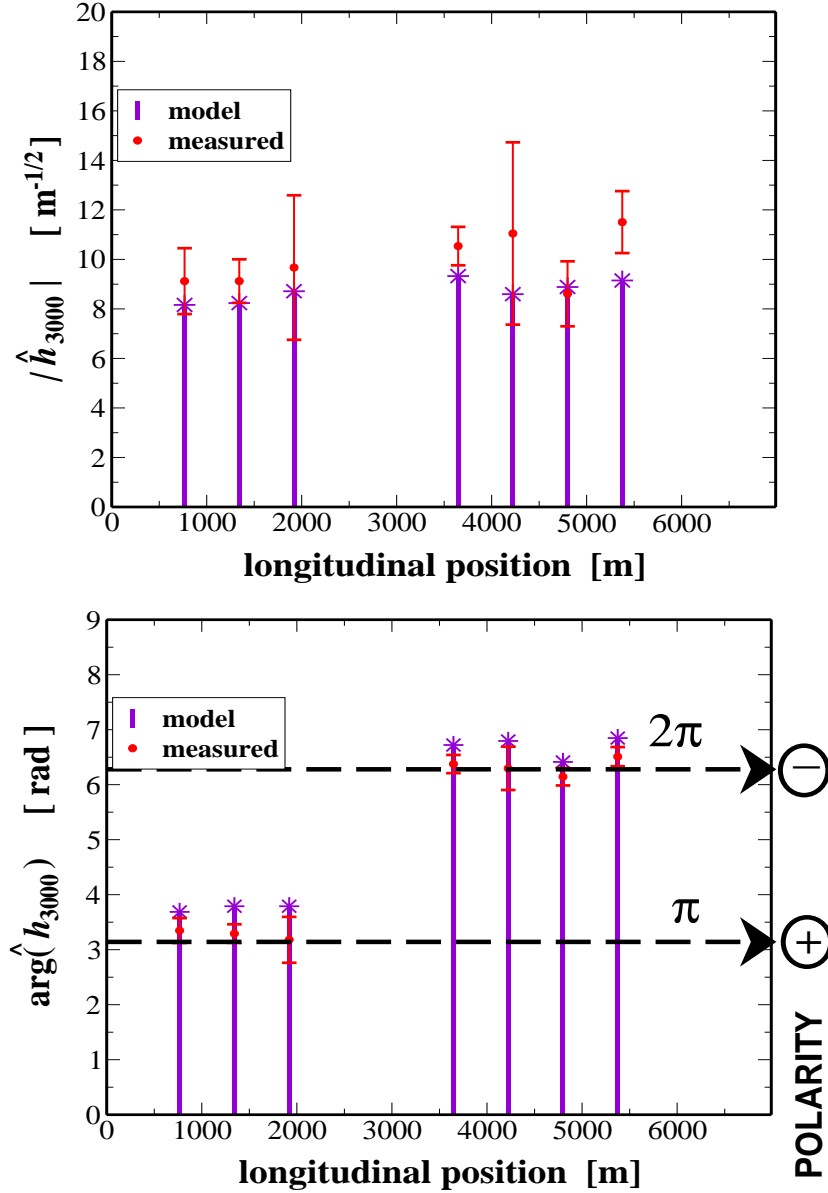 20
18
16
14
12
10
8
6
4
2
0
model
measured
/ĥ3000| [ m-1/2]
0 1000 2000 3000 4000 5000 6000
longitudinal position [m]
9
8
7
6
5
4
3
2
1
0
model
measured
2π
−
π
+
arg(ĥ3000) [ rad ]
POLARITY
0 1000 2000 3000 4000 5000 6000
longitudinal position [m]